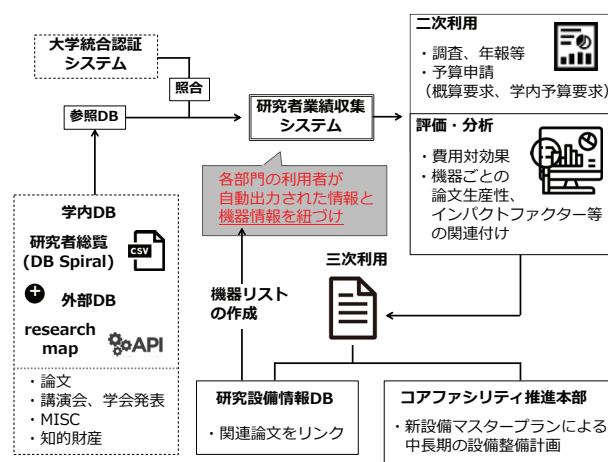 大学統合認証
システム
照合
参照DB
研究者業績収集
システム
二次利用
・調査、年報等
・予算申請
（概算要求、学内予算要求）
評価・分析
・費用対効果
・機器ごとの
論文生産性、
インパクトファクター等
の関連付け
各部門の利用者が
自動出力された情報と
機器情報を紐づけ
学内DB
研究者総覧
(DB Spiral)
CSV
外部DB
research
map
API
・論文
・講演会、学会発表
・MISC
・知的財産
機器リスト
の作成
三次利用
研究設備情報DB
・関連論文をリンク
コアファシリティ推進本部
・新設備マスタープランによる
中長期の設備整備計画